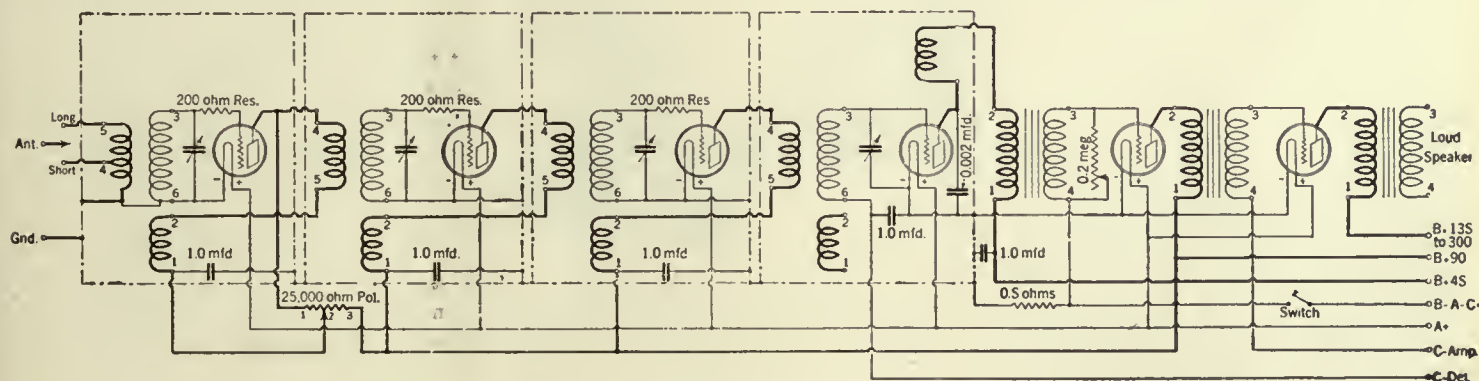 200 ohm Res.
200 ohm Res.
200 ohm Res
Long
5
3
4
3
4
3
4
3
2
3
2
3
2
3
Ant.
Short
4
0.002 mfd.
0.2 meg
Loud
Speaker
6
5
6
5
6
5
6
1
4
1
4
1
4
2
2
2
2
Gnd.
1.0 mfd
1.0 mfd.
1.0 mfd
1.0 mfd.
1.0 mfd
1
1
1
1
B+135
to 300
B+90
B+45
25,000 ohm Pot.
1 2 3
0.5 ohms
Switch
B-A-C+
A+
C-Amp.
C-Det.